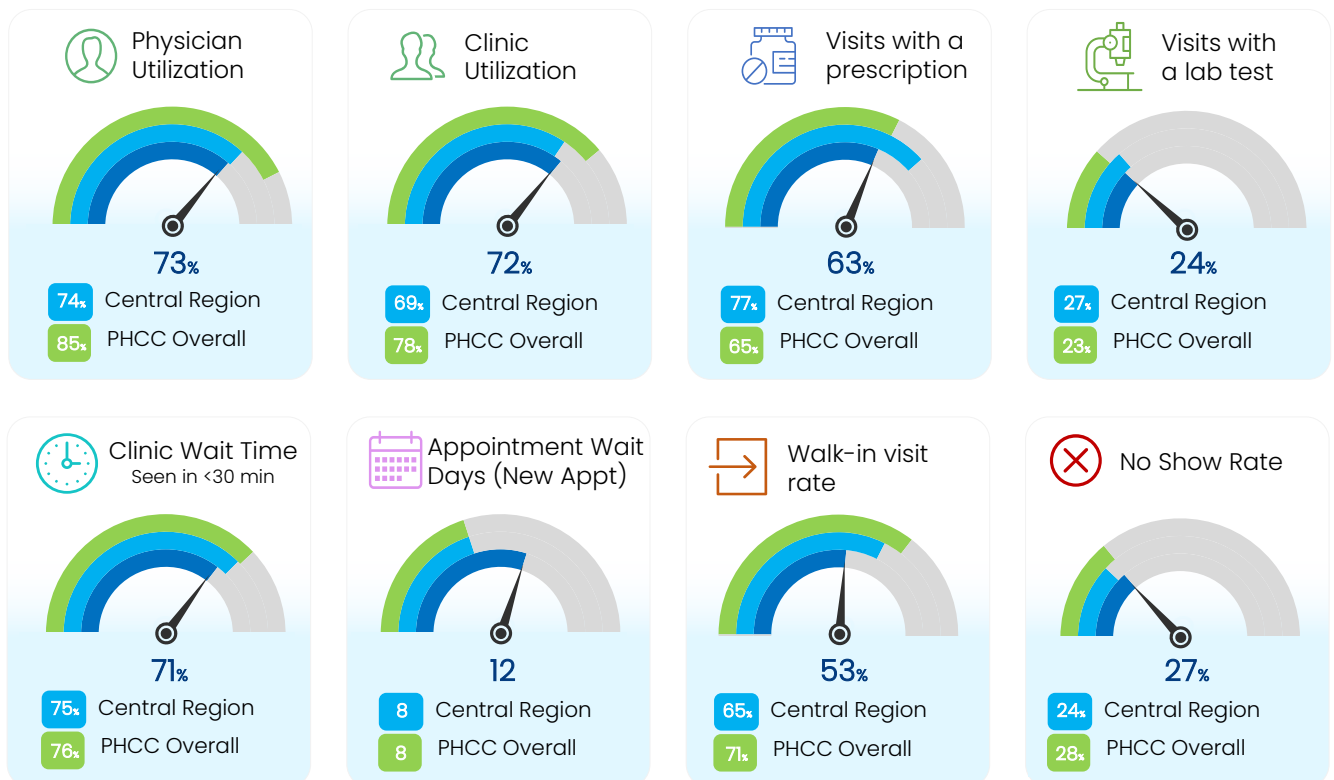 Physician
Utilization
73%
74% Central Region
85% PHCC Overall
Clinic
Utilization
72%
69% Central Region
78% PHCC Overall
Visits with a
prescription
63%
77% Central Region
65% PHCC Overall
Visits with
a lab test
24%
27% Central Region
23% PHCC Overall
Clinic Wait Time
Seen in <30 min
71%
75% Central Region
76% PHCC Overall
Appointment Wait
Days (New Appt)
12
8 Central Region
8 PHCC Overall
Walk-in visit
rate
53%
65% Central Region
71% PHCC Overall
No Show Rate
27%
24% Central Region
28% PHCC Overall